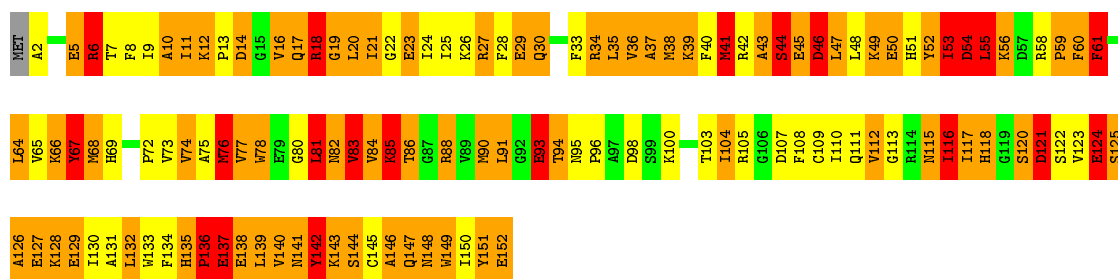 MET A2 E5 R6 T7 F8 I9 A10 I11 K12 P13 D14 G15 V16 Q17 R18 G19 L20 I21 G22 E23 I24 I25 K26 R27 F28 E29 Q30 F33 R34 L35 V36 A37 M38 K39 F40 M41 R42 A43 S44 E45 D46 L47 L48 K49 E50 H51 Y52 I53 D54 L55 K56 D57 R58 P59 F60 F61
L64 V65 K66 Y67 M68 H69 P72 V73 V74 A75 M76 V77 W78 E79 G80 L81 N82 V83 V84 K85 T86 G87 R88 V89 M90 L91 G92 E93 T94 N95 P96 A97 D98 S99 K100 T103 I104 R105 G106 D107 F108 C109 I110 Q111 V112 G113 R114 N115 I116 I117 H118 G119 S120 D121 S122 V123 E124 S125
A126 E127 K128 E129 I130 A131 L132 W133 F134 H135 P136 E137 E138 L139 V140 N141 Y142 K143 S144 C145 A146 Q147 N148 W149 I150 Y151 E152